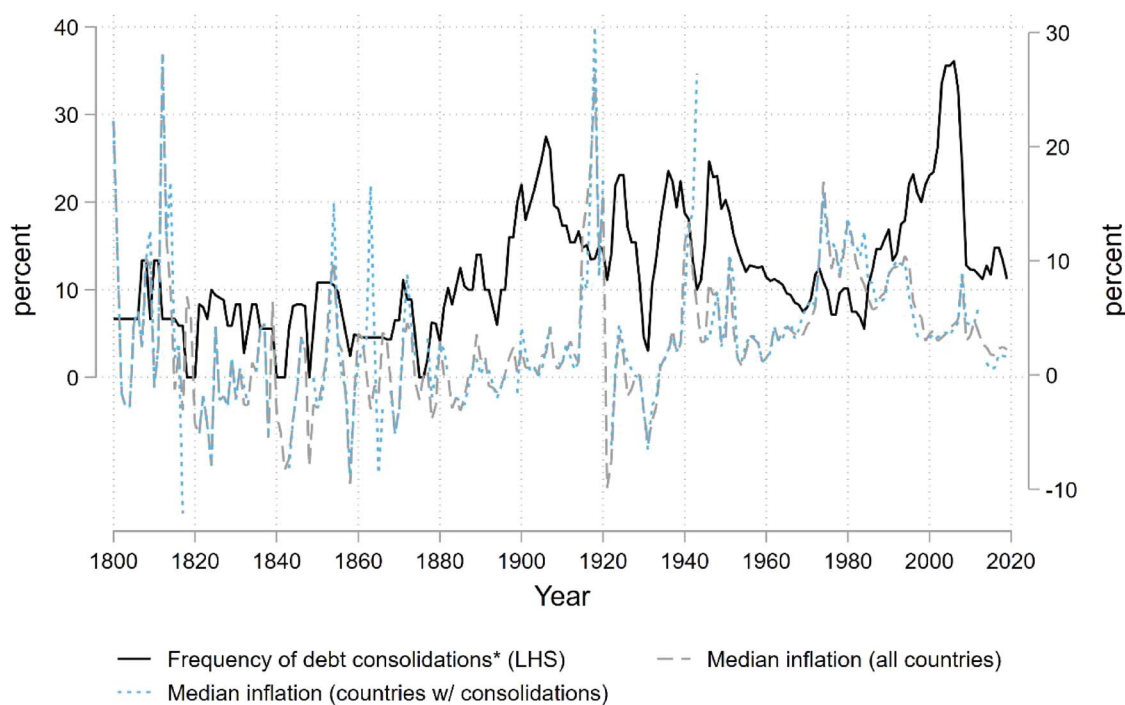 40
30
20
10
0
percent
30
20
10
0
-10
percent
1800 1820 1840 1860 1880 1900 1920 1940 1960 1980 2000 2020
Year
Frequency of debt consolidations* (LHS)
Median inflation (all countries)
Median inflation (countries w/ consolidations)